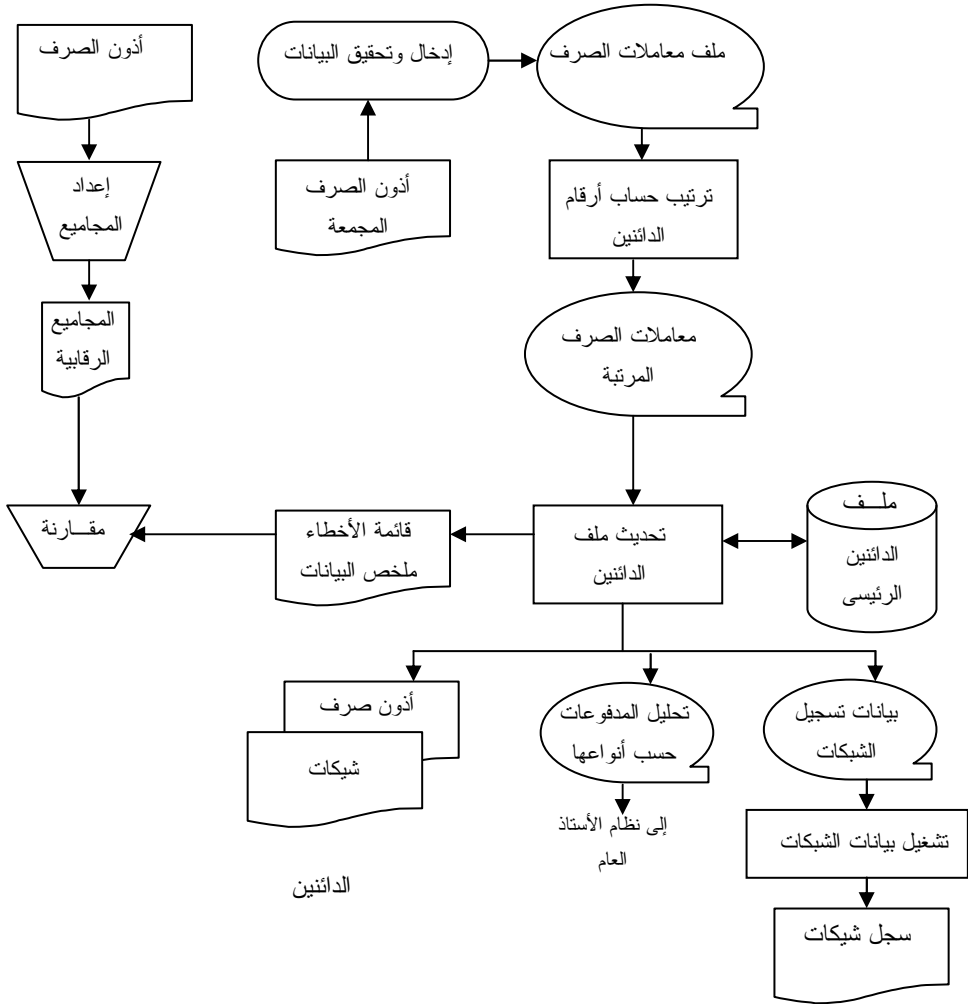 أذون الصرف
إعداد
المجاميع
المجاميع
الرقابية
مقــارنة
إدخال وتحقيق البيانات
أذون الصرف
المجمعة
ملف معاملات الصرف
ترتيب حساب أرقام
الدائنين
معاملات الصرف
المرتبة
تحديث ملف
الدائنين
ملــف
الدائنين
الرئيسى
قائمة الأخطاء
ملخص البيانات
أذون صرف
شيكات
الدائنين
تحليل المدفوعات
حسب أنواعها
إلى نظام الأستاذ
العام
بيانات تسجيل
الشبكات
تشغيل بيانات الشبكات
سجل شيكات